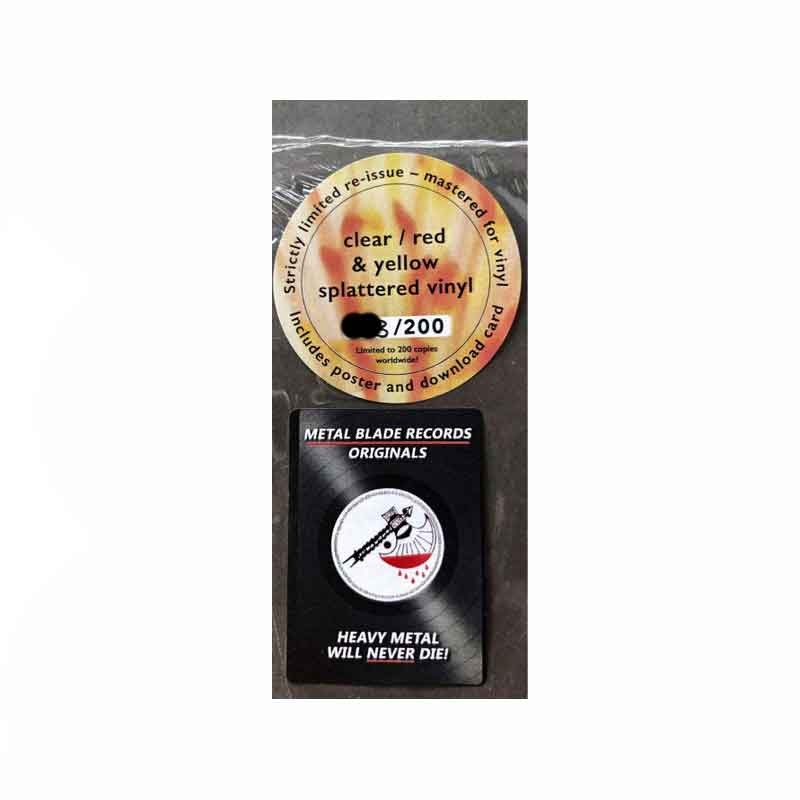 Strictly limited re-issue – mastered for vinyl
clear / red
& yellow
splattered vinyl
/200
Limited to 200 copies
worldwide!
Includes poster and download card
METAL BLADE RECORDS
ORIGINALS
HEAVY METAL
WILL NEVER DIE!